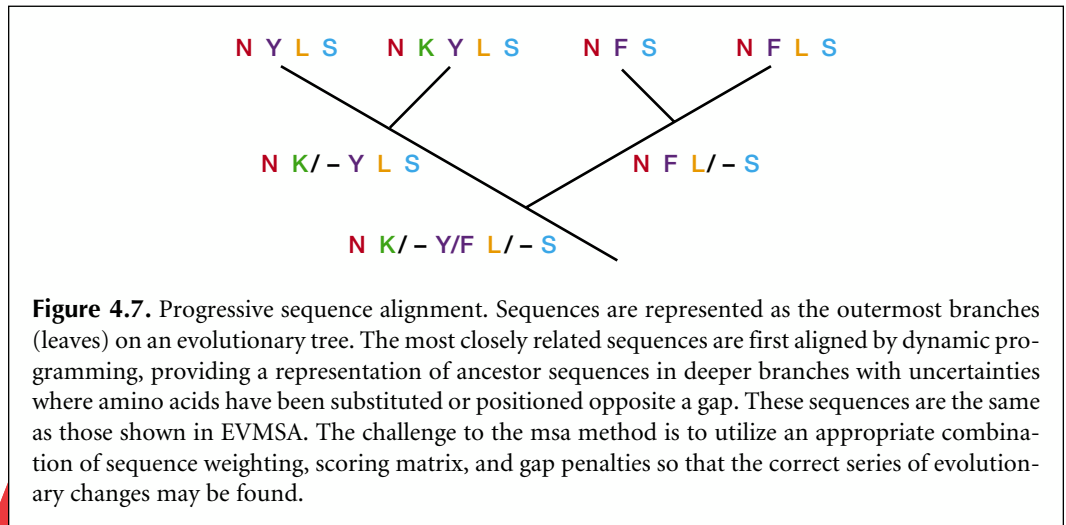 N Y L S N K Y L S N F S N F L S
N K/ – Y L S N F L/ – S
N K/ – Y/F L/ – S
Figure 4.7. Progressive sequence alignment. Sequences are represented as the outermost branches
(leaves) on an evolutionary tree. The most closely related sequences are first aligned by dynamic pro-
gramming, providing a representation of ancestor sequences in deeper branches with uncertainties
where amino acids have been substituted or positioned opposite a gap. These sequences are the same
as those shown in EVMSA. The challenge to the msa method is to utilize an appropriate combina-
tion of sequence weighting, scoring matrix, and gap penalties so that the correct series of evolution-
ary changes may be found.